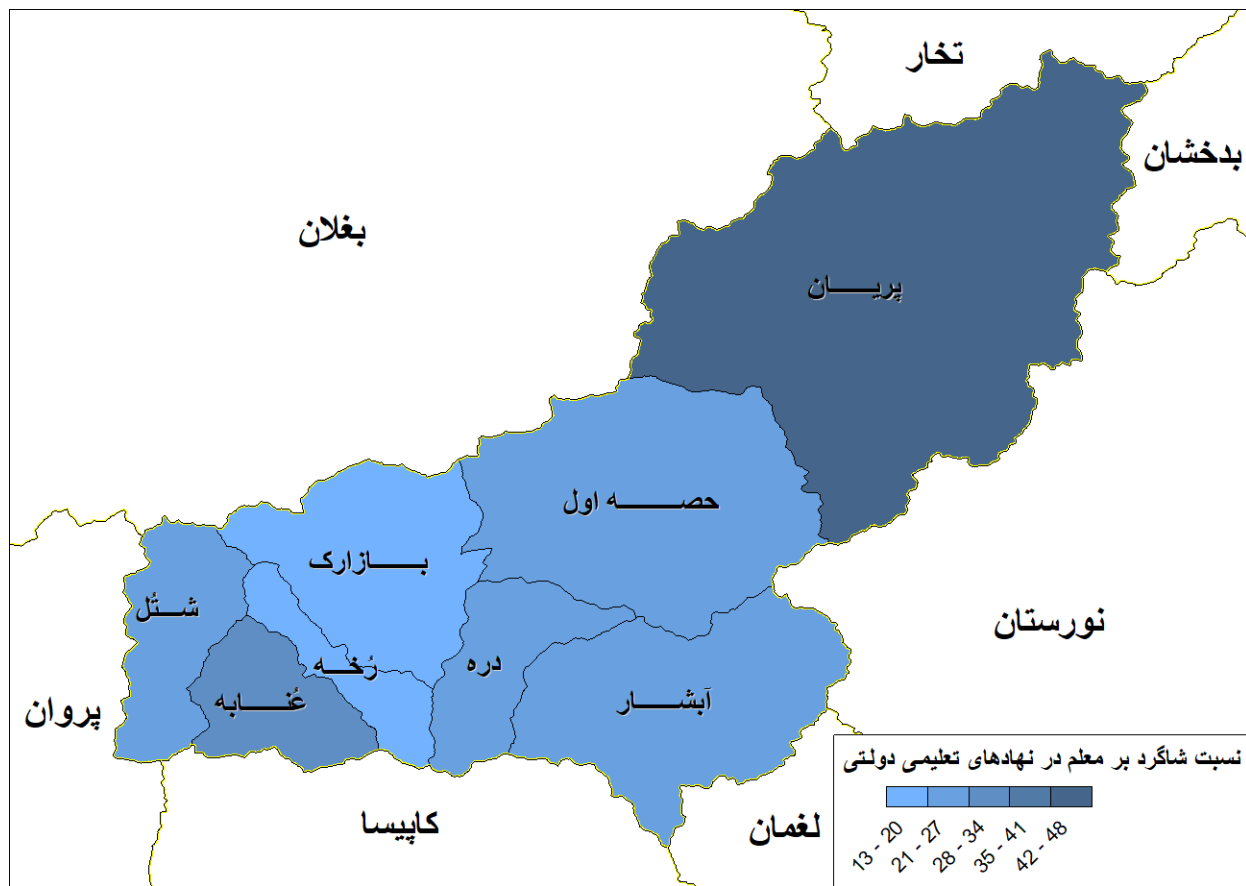 تخار
بدخشان
بغلان
پریـــــان
حصـــــه اول
بـــــازارک
شـــتُل
نورستان
رُخـــه
دره
عُنـــابه
آبشـــــار
پروان
نسبت شاگرد بر معلم در نهادهای تعلیمی دولتی
کاپیسا
لغمان
13 - 20
21 - 27
28 - 34
35 - 41
42 - 48